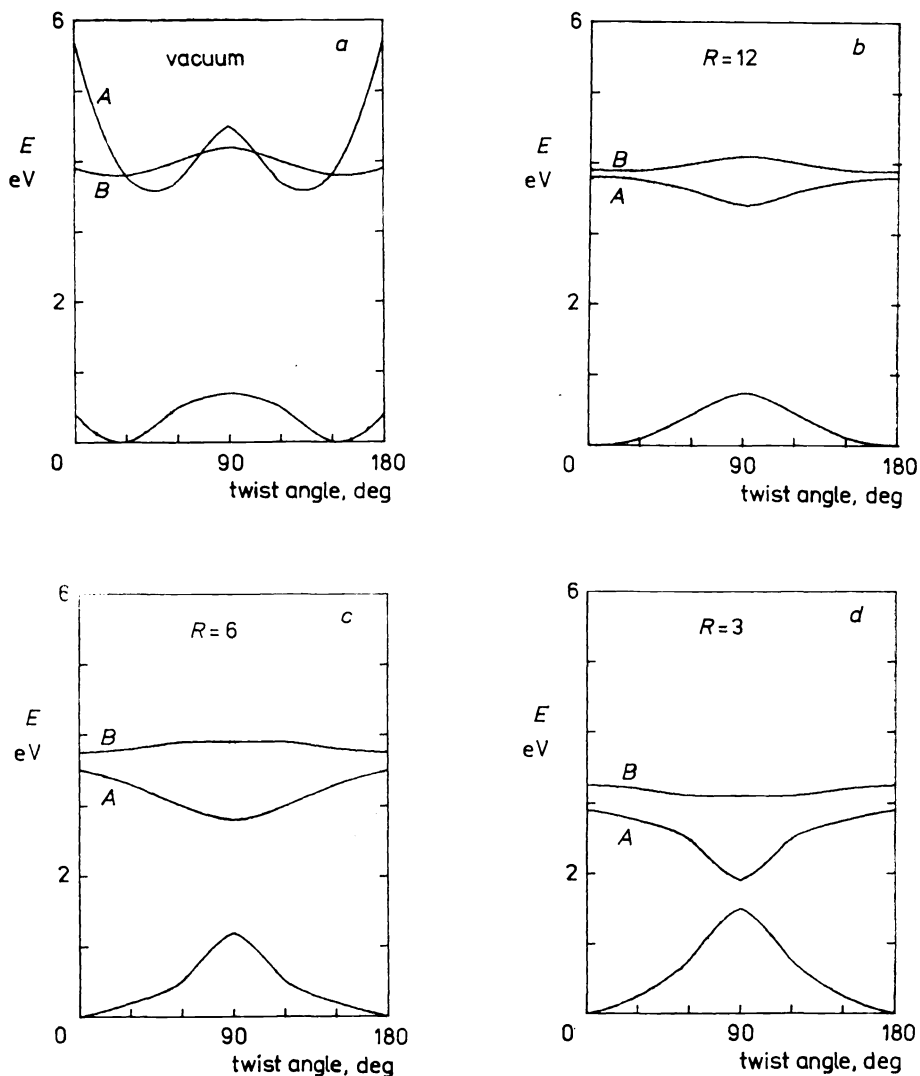 6
a
vacuum
A
E
eV
B
2
0
90
180
twist angle, deg
6
b
R = 12
B
E
eV
A
2
0
90
180
twist angle, deg
6
c
R = 6
E
eV
B
A
2
0
90
180
twist angle, deg
6
d
R = 3
E
eV
B
A
2
0
90
180
twist angle, deg